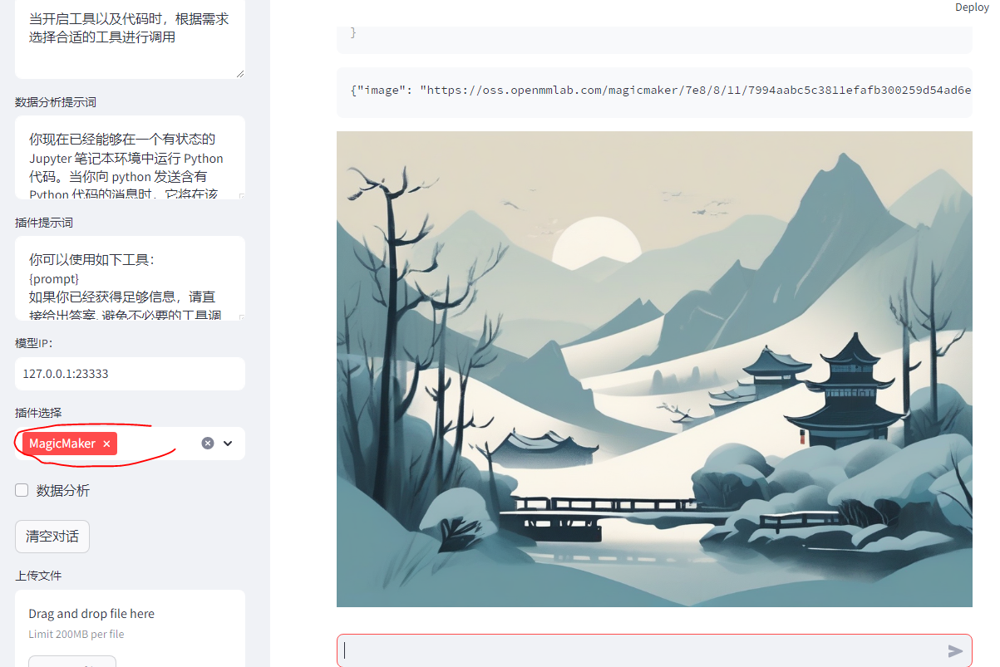 Deploy
当开启工具以及代码时，根据需求
选择合适的工具进行调用
数据分析提示词
你现在已经能够在一个有状态的
Jupyter 笔记本环境中运行 Python
代码。当你向 python 发送含有
Python 代码的消息时，它将在该
插件提示词
你可以使用如下工具：
{prompt}
如果你已经获得足够信息，请直
接给出答案. 避免不必要的工具调
模型IP：
127.0.0.1:23333
插件选择
MagicMaker ×
数据分析
清空对话
上传文件
Drag and drop file here
Limit 200MB per file
}
{"image": "https://oss.openmmlab.com/magicmaker/7e8/8/11/7994aabc5c3811efafb300259d54ad6e